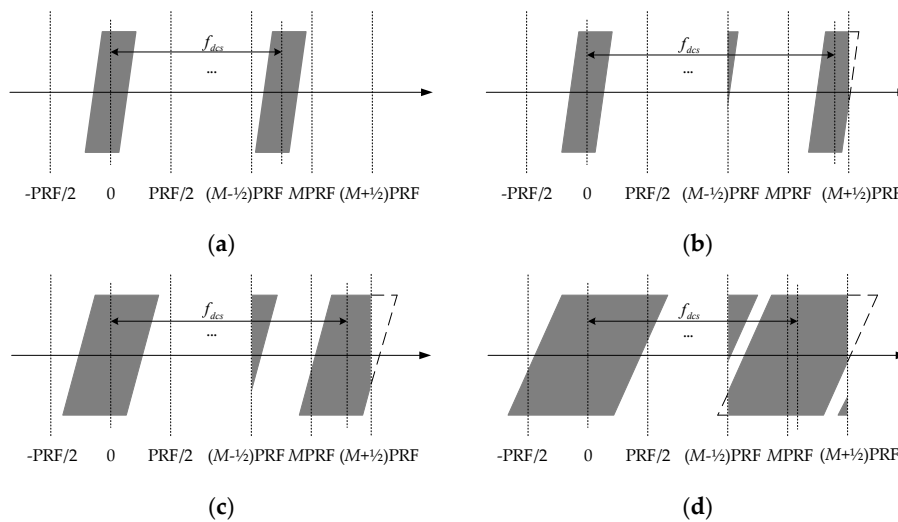 f_dcs
...
-PRF/2 0 PRF/2 (M-½)PRF MPRF (M+½)PRF
(a)
f_dcs
...
-PRF/2 0 PRF/2 (M-½)PRF MPRF (M+½)PRF
(b)
f_dcs
...
-PRF/2 0 PRF/2 (M-½)PRF MPRF (M+½)PRF
(c)
f_dcs
...
-PRF/2 0 PRF/2 (M-½)PRF MPRF (M+½)PRF
(d)